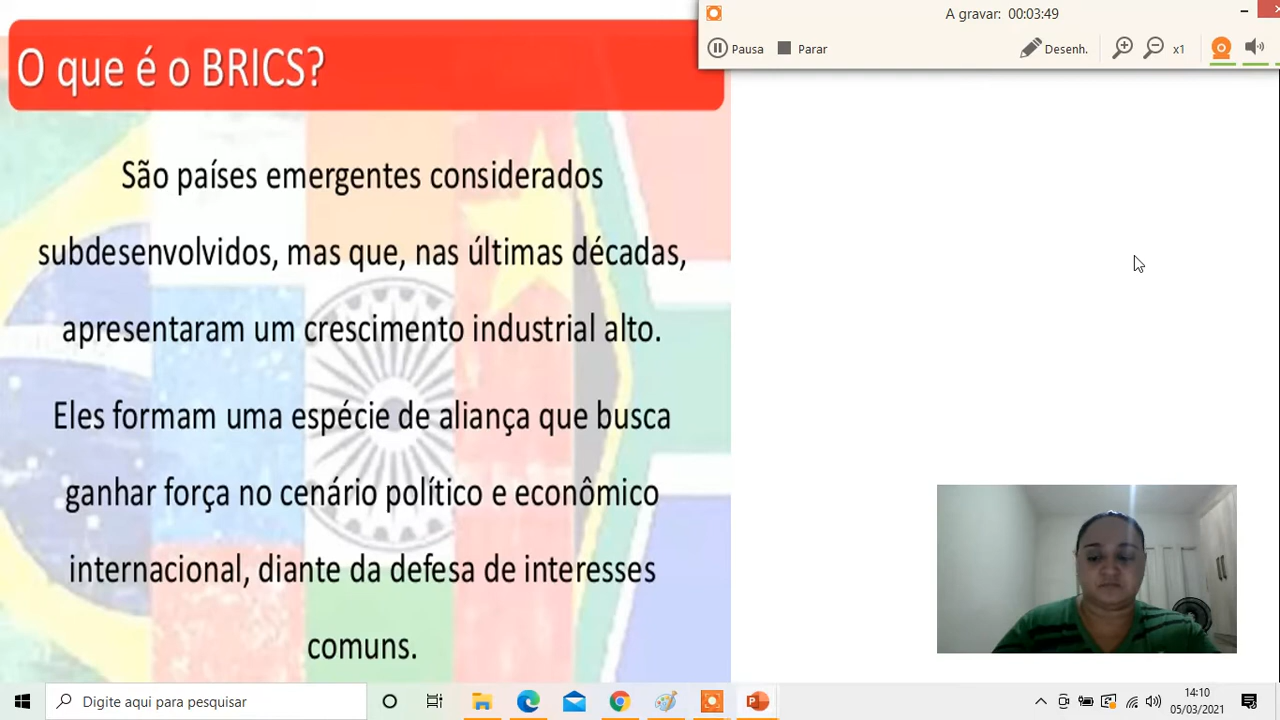 A gravar: 00:03:49
Pausa
Parar
Desenh.
x1
O que é o BRICS?
São países emergentes considerados
subdesenvolvidos, mas que, nas últimas décadas,
apresentaram um crescimento industrial alto.
Eles formam uma espécie de aliança que busca
ganhar força no cenário político e econômico
internacional, diante da defesa de interesses
comuns.
Digite aqui para pesquisar
14:10
05/03/2021